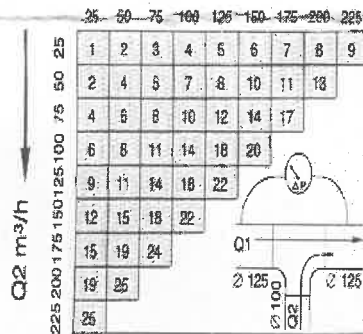 25 50 75 100 125 150 175 200 225
25 1 2 3 4 5 6 7 8 9
50 2 4 5 7 8 10 11 13
75 4 6 8 10 12 14 17
100 6 8 11 14 16 20
125 9 11 14 18 22
150 12 15 18 22
175 15 19 24
200 19 25
225 25
Q2 m³/h
ΔP
Q1
Ø 125 Ø 125
Ø 100
Q2